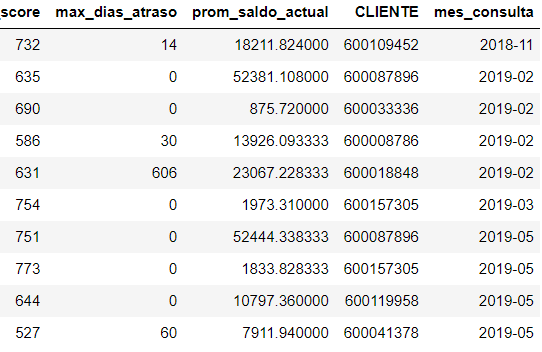 _score max_dias_atraso prom_saldo_actual CLIENTE mes_consulta
732 14 18211.824000 600109452 2018-11
635 0 52381.108000 600087896 2019-02
690 0 875.720000 600033336 2019-02
586 30 13926.093333 600008786 2019-02
631 606 23067.228333 600018848 2019-02
754 0 1973.310000 600157305 2019-03
751 0 52444.338333 600087896 2019-05
773 0 1833.828333 600157305 2019-05
644 0 10797.360000 600119958 2019-05
527 60 7911.940000 600041378 2019-05